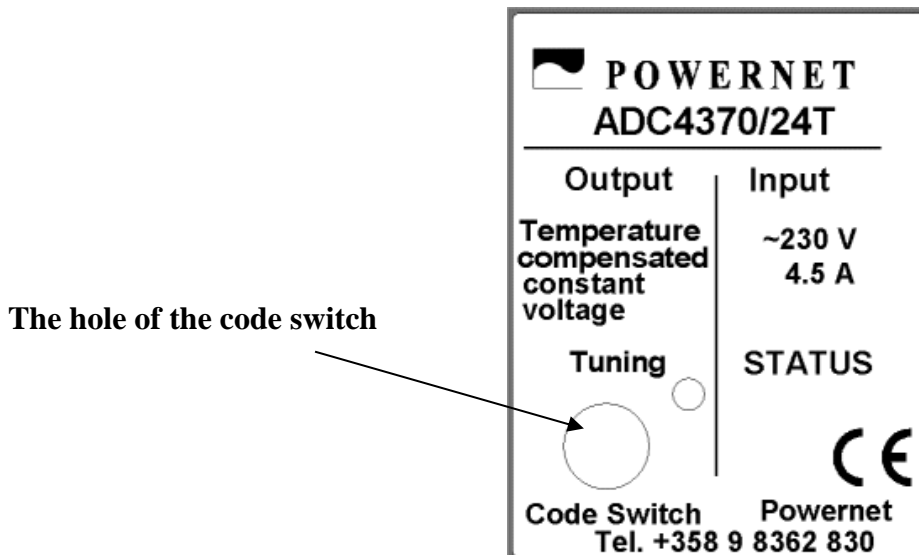 POWERNET
ADC4370/24T
Output
Input
Temperature
compensated
constant
voltage
~230 V
4.5 A
The hole of the code switch
Tuning
STATUS
CE
Code Switch
Powernet
Tel. +358 9 8362 830